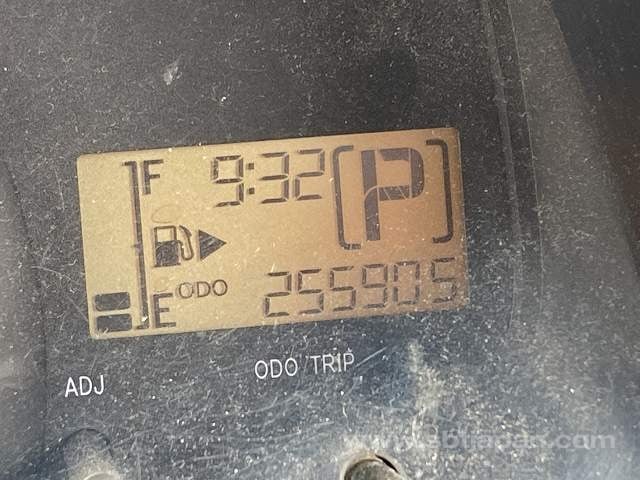 F 9:32 [P]
E ODO 255905
ADJ ODO/TRIP
www.sbtjapan.com